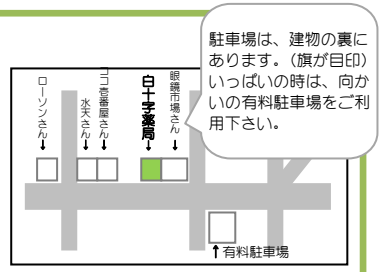 駐車場は、建物の裏に
あります。(旗が目印)
いっぱいの時は、向か
いの有料駐車場をご利
用下さい。
ローソンさん→
水天さん→
ココ壱番屋さん→
白十字薬局→
眼鏡市場さん→
↑有料駐車場